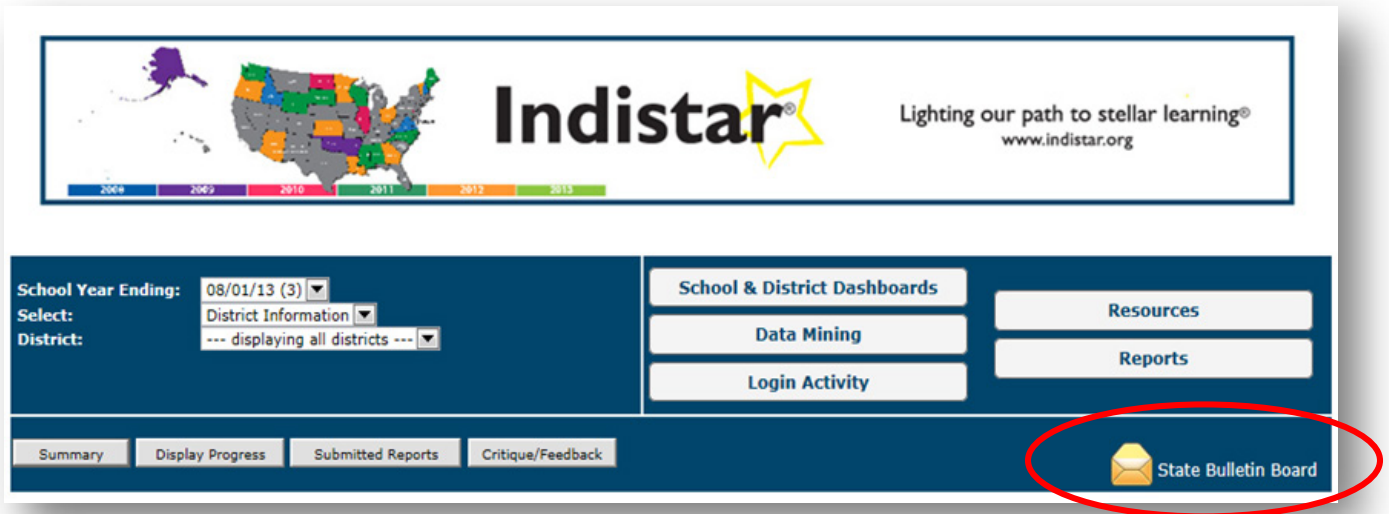 Indistar®
Lighting our path to stellar learning®
www.indistar.org
2008 2009 2010 2011 2012 2013
School Year Ending: 08/01/13 (3)
Select: District Information
District: --- displaying all districts ---
School & District Dashboards
Data Mining
Login Activity
Resources
Reports
Summary Display Progress Submitted Reports Critique/Feedback
State Bulletin Board